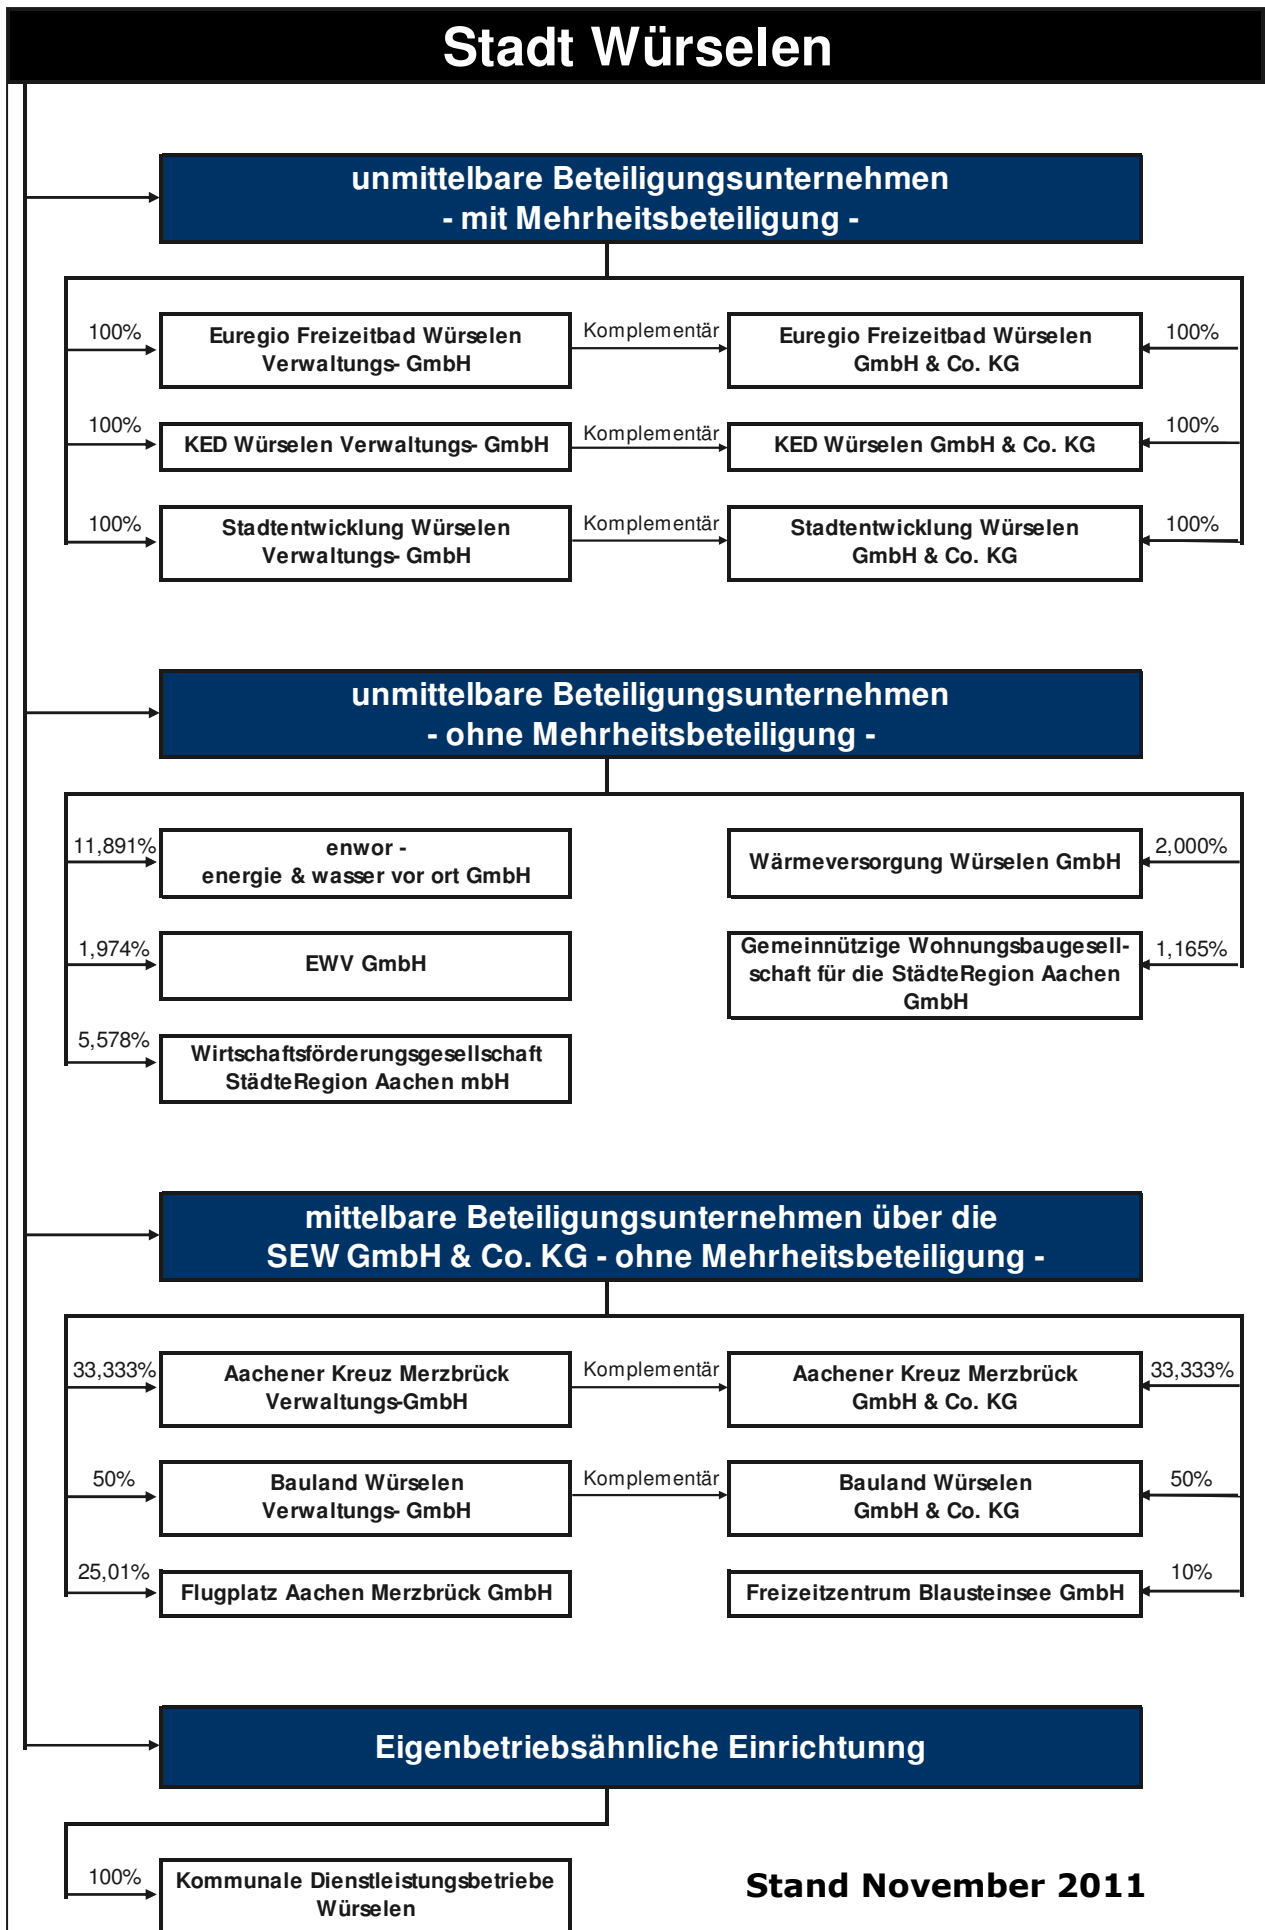 Stadt Würselen
unmittelbare Beteiligungsunternehmen
- mit Mehrheitsbeteiligung -
100%
Euregio Freizeitbad Würselen
Verwaltungs- GmbH
Komplementär
Euregio Freizeitbad Würselen
GmbH & Co. KG
100%
100%
KED Würselen Verwaltungs- GmbH
Komplementär
KED Würselen GmbH & Co. KG
100%
100%
Stadtentwicklung Würselen
Verwaltungs- GmbH
Komplementär
Stadtentwicklung Würselen
GmbH & Co. KG
100%
unmittelbare Beteiligungsunternehmen
- ohne Mehrheitsbeteiligung -
11,891%
enwor -
energie & wasser vor ort GmbH
Wärmeversorgung Würselen GmbH
2,000%
1,974%
EWV GmbH
Gemeinnützige Wohnungsbaugesell-
schaft für die StädteRegion Aachen
GmbH
1,165%
5,578%
Wirtschaftsförderungsgesellschaft
StädteRegion Aachen mbH
mittelbare Beteiligungsunternehmen über die
SEW GmbH & Co. KG - ohne Mehrheitsbeteiligung -
33,333%
Aachener Kreuz Merzbrück
Verwaltungs-GmbH
Komplementär
Aachener Kreuz Merzbrück
GmbH & Co. KG
33,333%
50%
Bauland Würselen
Verwaltungs- GmbH
Komplementär
Bauland Würselen
GmbH & Co. KG
50%
25,01%
Flugplatz Aachen Merzbrück GmbH
Freizeitzentrum Blausteinsee GmbH
10%
Eigenbetriebsähnliche Einrichtunng
100%
Kommunale Dienstleistungsbetriebe
Würselen
Stand November 2011